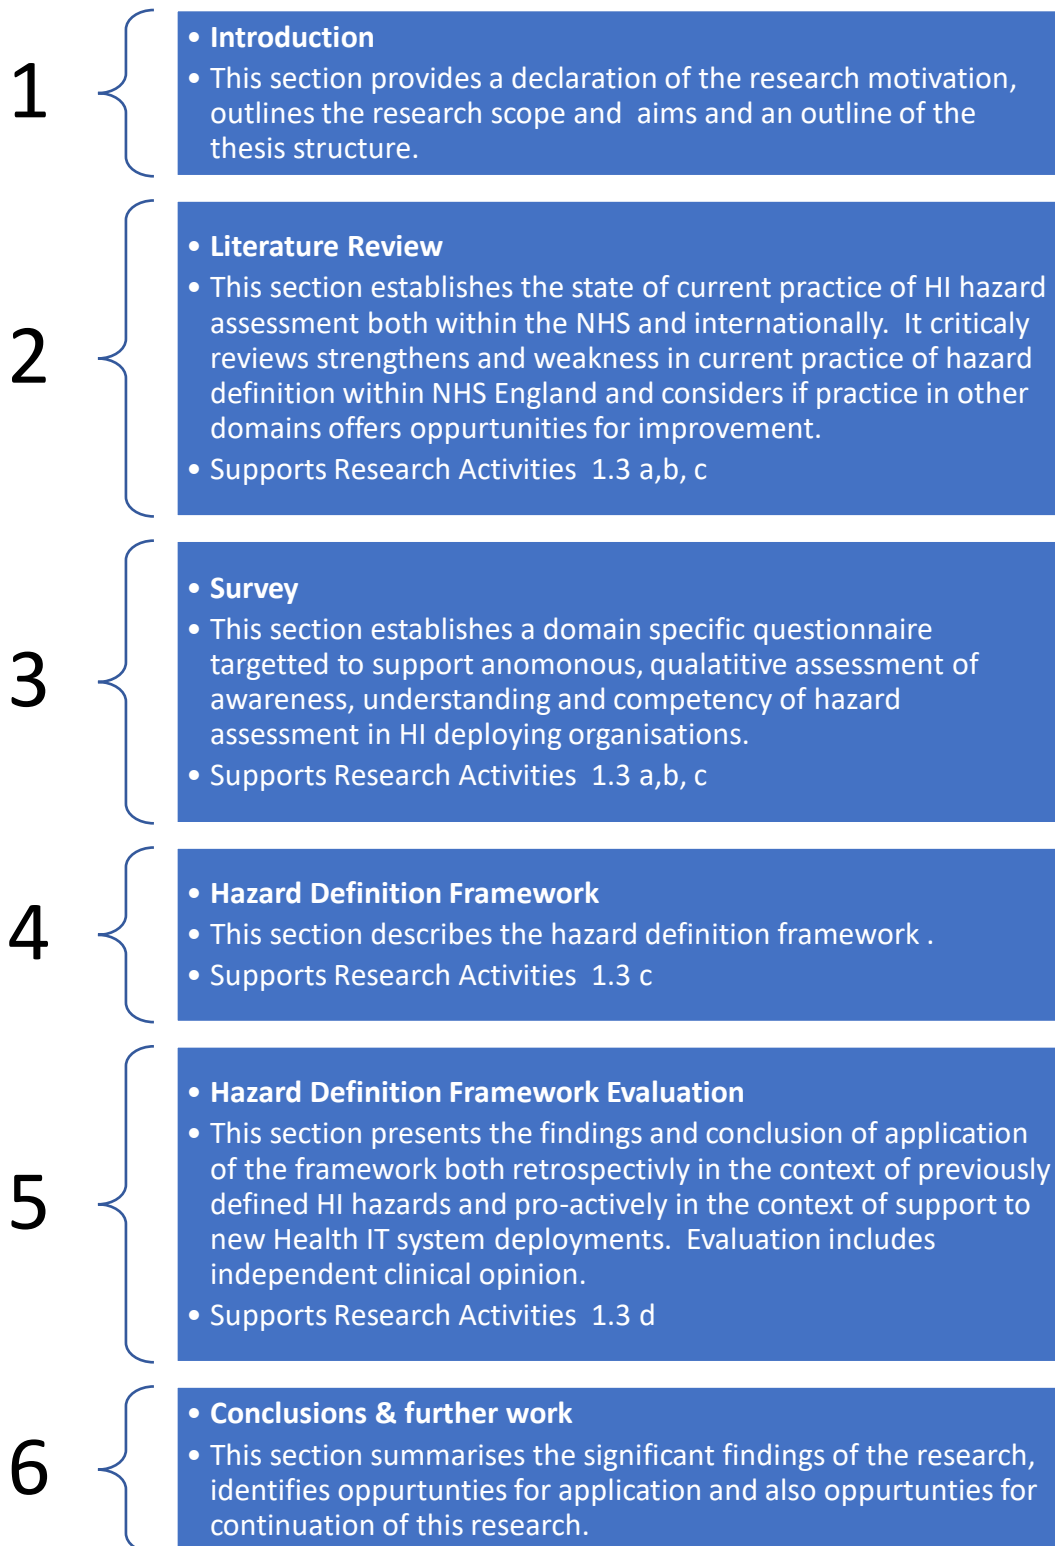 1
• Introduction
• This section provides a declaration of the research motivation,
outlines the research scope and  aims and an outline of the
thesis structure.
2
• Literature Review
• This section establishes the state of current practice of HI hazard
assessment both within the NHS and internationally.  It criticaly
reviews strengthens and weakness in current practice of hazard
definition within NHS England and considers if practice in other
domains offers oppurtunities for improvement.
• Supports Research Activities  1.3 a,b, c
3
• Survey
• This section establishes a domain specific questionnaire
targetted to support anomonous, qualatitive assessment of
awareness, understanding and competency of hazard
assessment in HI deploying organisations.
• Supports Research Activities  1.3 a,b, c
4
• Hazard Definition Framework
• This section describes the hazard definition framework .
• Supports Research Activities  1.3 c
5
• Hazard Definition Framework Evaluation
• This section presents the findings and conclusion of application
of the framework both retrospectivly in the context of previously
defined HI hazards and pro-actively in the context of support to
new Health IT system deployments.  Evaluation includes
independent clinical opinion.
• Supports Research Activities  1.3 d
6
• Conclusions & further work
• This section summarises the significant findings of the research,
identifies oppurtunties for application and also oppurtunties for
continuation of this research.